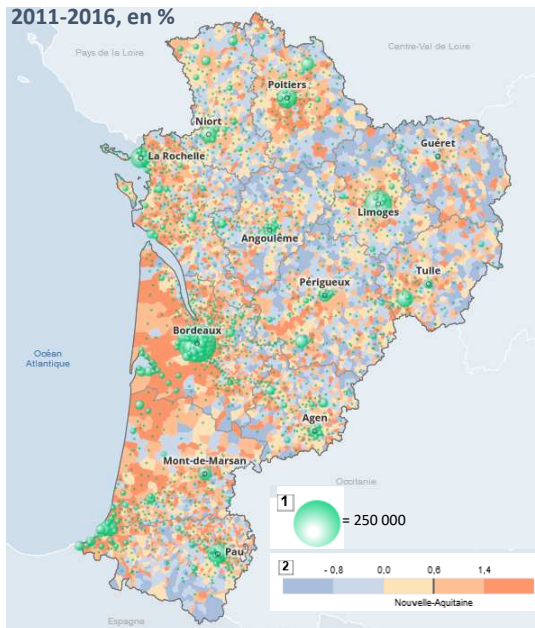 2011-2016, en %
Pays de la Loire
Centre-Val de Loire
Poitiers
Niort
Guéret
La Rochelle
Limoges
Angoulême
Tulle
Périgueux
Bordeaux
Océan
Atlantique
Agen
Mont-de-Marsan
Occitanie
1
= 250 000
Pau
2
- 0,8 0,0 0,6 1,4
Nouvelle-Aquitaine
Espagne